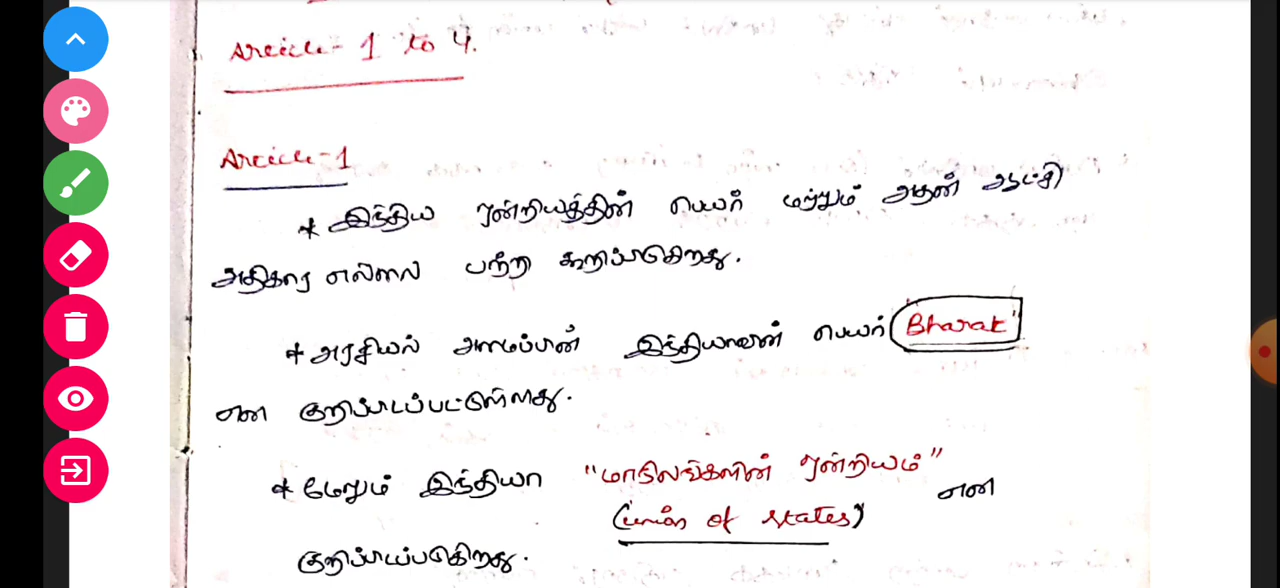 Article - 1 to 4.
Article - 1
* இந்திய ஒன்றியத்தின் பெயர் மற்றும் அதன் ஆட்சி
அதிகார எல்லை பற்றி கூறிப்படுகிறது.
* அரசியல் அமைப்பின் இந்தியாவின் பெயர் "Bharat"
என குறிப்பிடப்பட்டுள்ளது.
* மேலும் இந்தியா "மாநிலங்களின் ஒன்றியம்"
(union of states) என
குறிப்பிடப்படுகிறது.